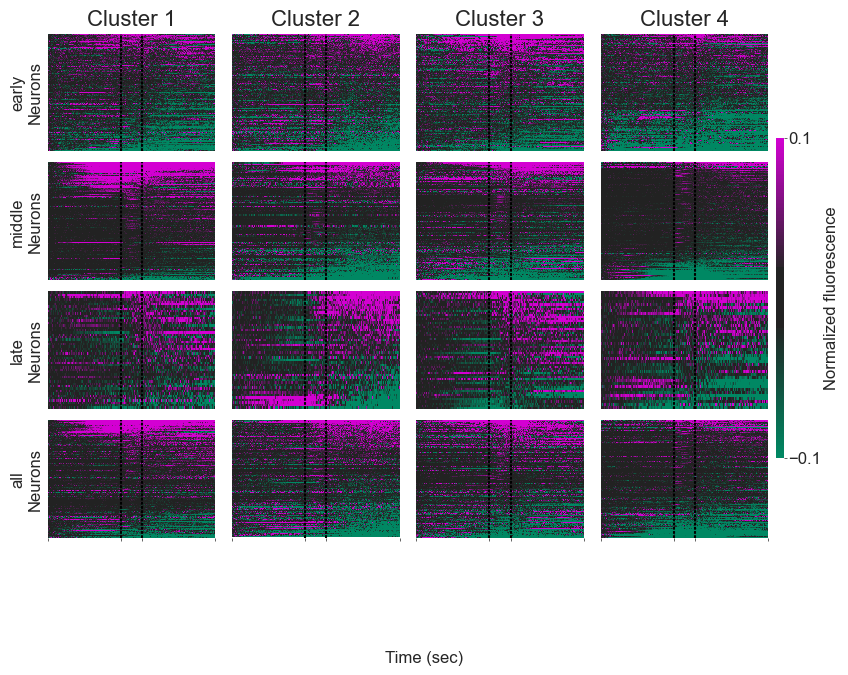 Cluster 1
Cluster 2
Cluster 3
Cluster 4
early
Neurons
middle
Neurons
late
Neurons
all
Neurons
0.1
−0.1
Normalized fluorescence
Time (sec)